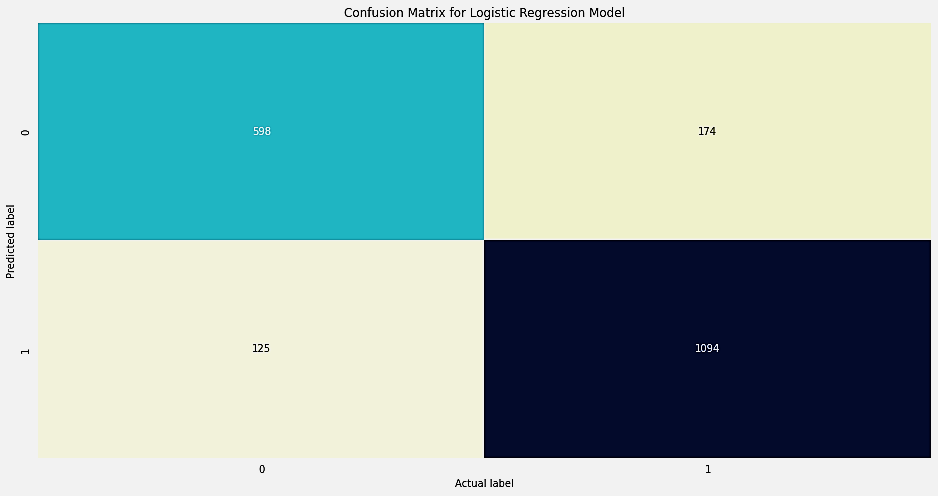 Confusion Matrix for Logistic Regression Model
0
598
174
Predicted label
1
125
1094
0
1
Actual label